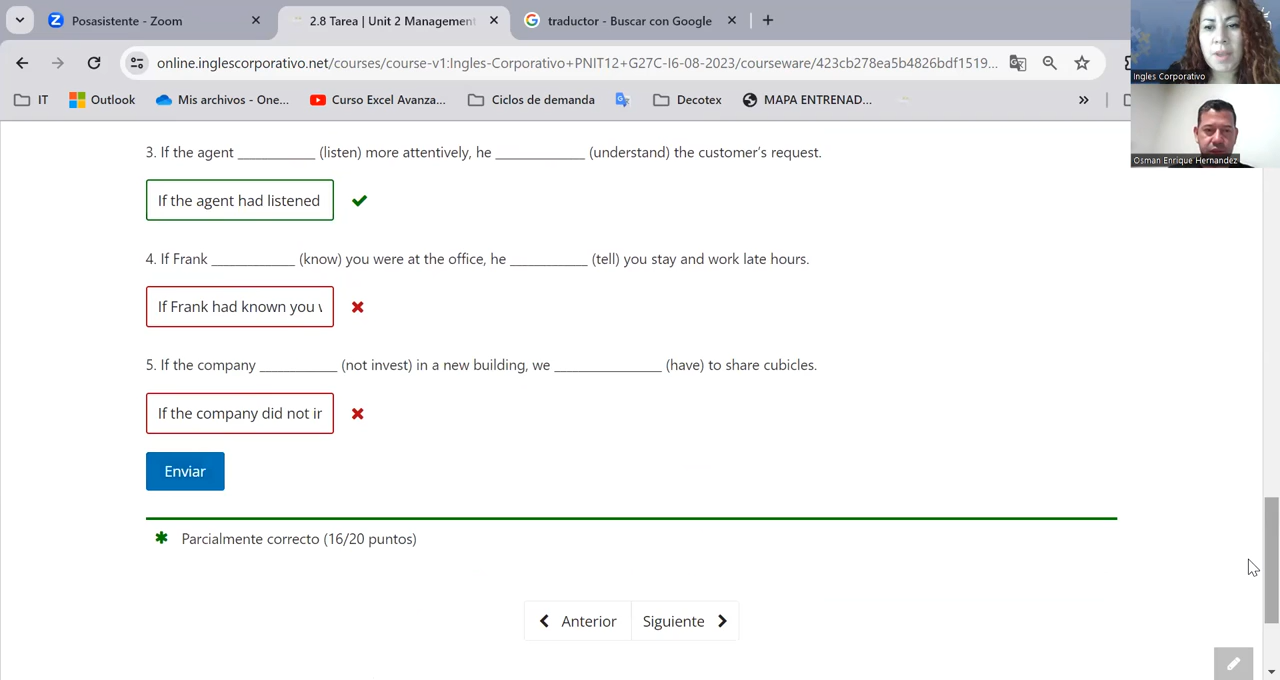 Posasistente - Zoom
2.8 Tarea | Unit 2 Management
traductor - Buscar con Google
online.inglescorporativo.net/courses/course-v1:Ingles-Corporativo+PNIT12+G27C-I6-08-2023/courseware/423cb278ea5b4826bdf1519...
IT
Outlook
Mis archivos - One...
Curso Excel Avanza...
Ciclos de demanda
Decotex
MAPA ENTRENAD...
Ingles Corporativo
Osman Enrique Hernandez
3. If the agent ___________ (listen) more attentively, he ____________ (understand) the customer's request.
If the agent had listened
4. If Frank ____________ (know) you were at the office, he ___________ (tell) you stay and work late hours.
If Frank had known you
5. If the company ___________ (not invest) in a new building, we _______________ (have) to share cubicles.
If the company did not
Enviar
Parcialmente correcto (16/20 puntos)
Anterior
Siguiente